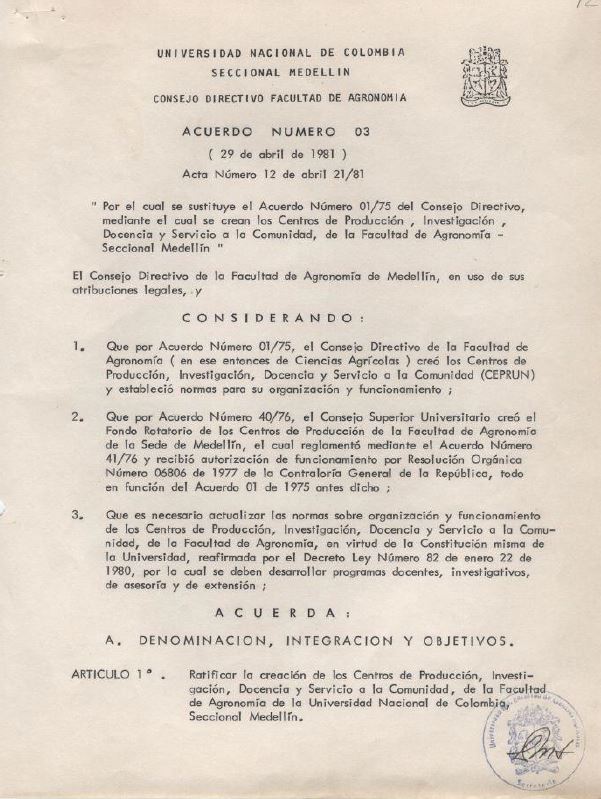 UNIVERSIDAD NACIONAL DE COLOMBIA
SECCIONAL MEDELLIN
CONSEJO DIRECTIVO FACULTAD DE AGRONOMIA
ACUERDO NUMERO 03
( 29 de abril de 1981 )
Acta Número 12 de abril 21/81
" Por el cual se sustituye el Acuerdo Número 01/75 del Consejo Directivo,
mediante el cual se crean los Centros de Producción , Investigación ,
Docencia y Servicio a la Comunidad, de la Facultad de Agronomía -
Seccional Medellín "
El Consejo Directivo de la Facultad de Agronomía de Medellín, en uso de sus
atribuciones legales, y
CONSIDERANDO:
1. Que por Acuerdo Número 01/75, el Consejo Directivo de la Facultad de
Agronomía ( en ese entonces de Ciencias Agrícolas ) creó los Centros de
Producción, Investigación, Docencia y Servicio a la Comunidad (CEPRUN)
y estableció normas para su organización y funcionamiento ;
2. Que por Acuerdo Número 40/76, el Consejo Superior Universitario creó el
Fondo Rotatorio de los Centros de Producción de la Facultad de Agronomía
de la Sede de Medellín, el cual reglamentó mediante el Acuerdo Número
41/76 y recibió autorización de funcionamiento por Resolución Orgánica
Número 06806 de 1977 de la Contraloría General de la República, todo
en función del Acuerdo 01 de 1975 antes dicho ;
3. Que es necesario actualizar las normas sobre organización y funcionamiento
de los Centros de Producción, Investigación, Docencia y Servicio a la Comu-
nidad, de la Facultad de Agronomía, en virtud de la Constitución misma de
la Universidad, reafirmada por el Decreto Ley Número 82 de enero 22 de
1980, por la cual se deben desarrollar programas docentes, investigativos,
de asesoría y de extensión ;
ACUERDA:
A. DENOMINACION, INTEGRACION Y OBJETIVOS.
ARTICULO 1° . Ratificar la creación de los Centros de Producción, Investi-
gación, Docencia y Servicio a la Comunidad, de la Facultad
de Agronomía de la Universidad Nacional de Colombia,
Seccional Medellín.
Secretaría